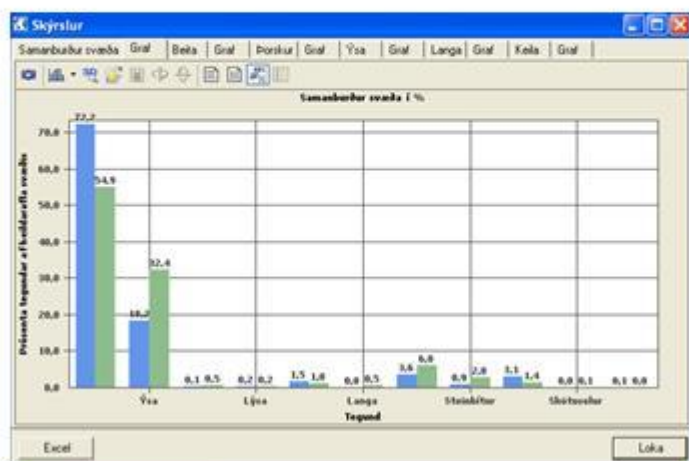 Skýrslur
Samanburður svæða Graf Beita Graf Þorskur Graf Ýsa Graf Langa Graf Keila Graf
Samanburður svæða í %
Prósenta tegundar af heildarafla svæðis
70,0
60,0
50,0
40,0
30,0
20,0
10,0
0,0
72,2 54,9 18,2 32,4 0,1 0,5 0,2 0,2 1,5 1,0 0,0 0,5 3,6 6,0 0,9 2,8 3,1 1,4 0,0 0,1 0,1 0,0
Ýsa Lýsa Langa Steinbítur
Tegund
Excel Loka